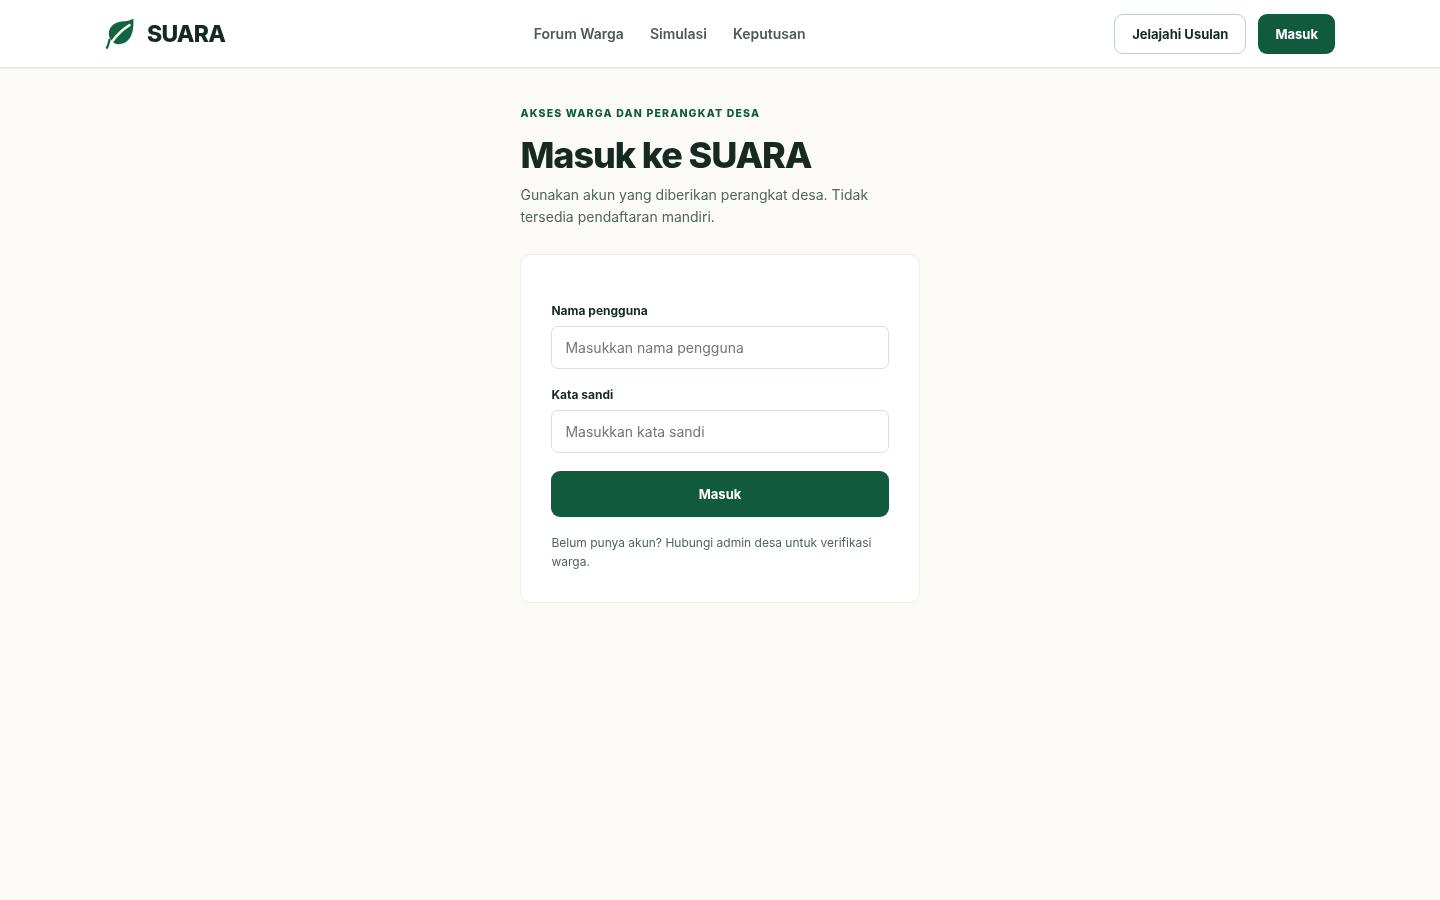 SUARA
Forum Warga
Simulasi
Keputusan
Jelajahi Usulan
Masuk
AKSES WARGA DAN PERANGKAT DESA
Masuk ke SUARA
Gunakan akun yang diberikan perangkat desa. Tidak
tersedia pendaftaran mandiri.
Nama pengguna
Masukkan nama pengguna
Kata sandi
Masukkan kata sandi
Masuk
Belum punya akun? Hubungi admin desa untuk verifikasi
warga.